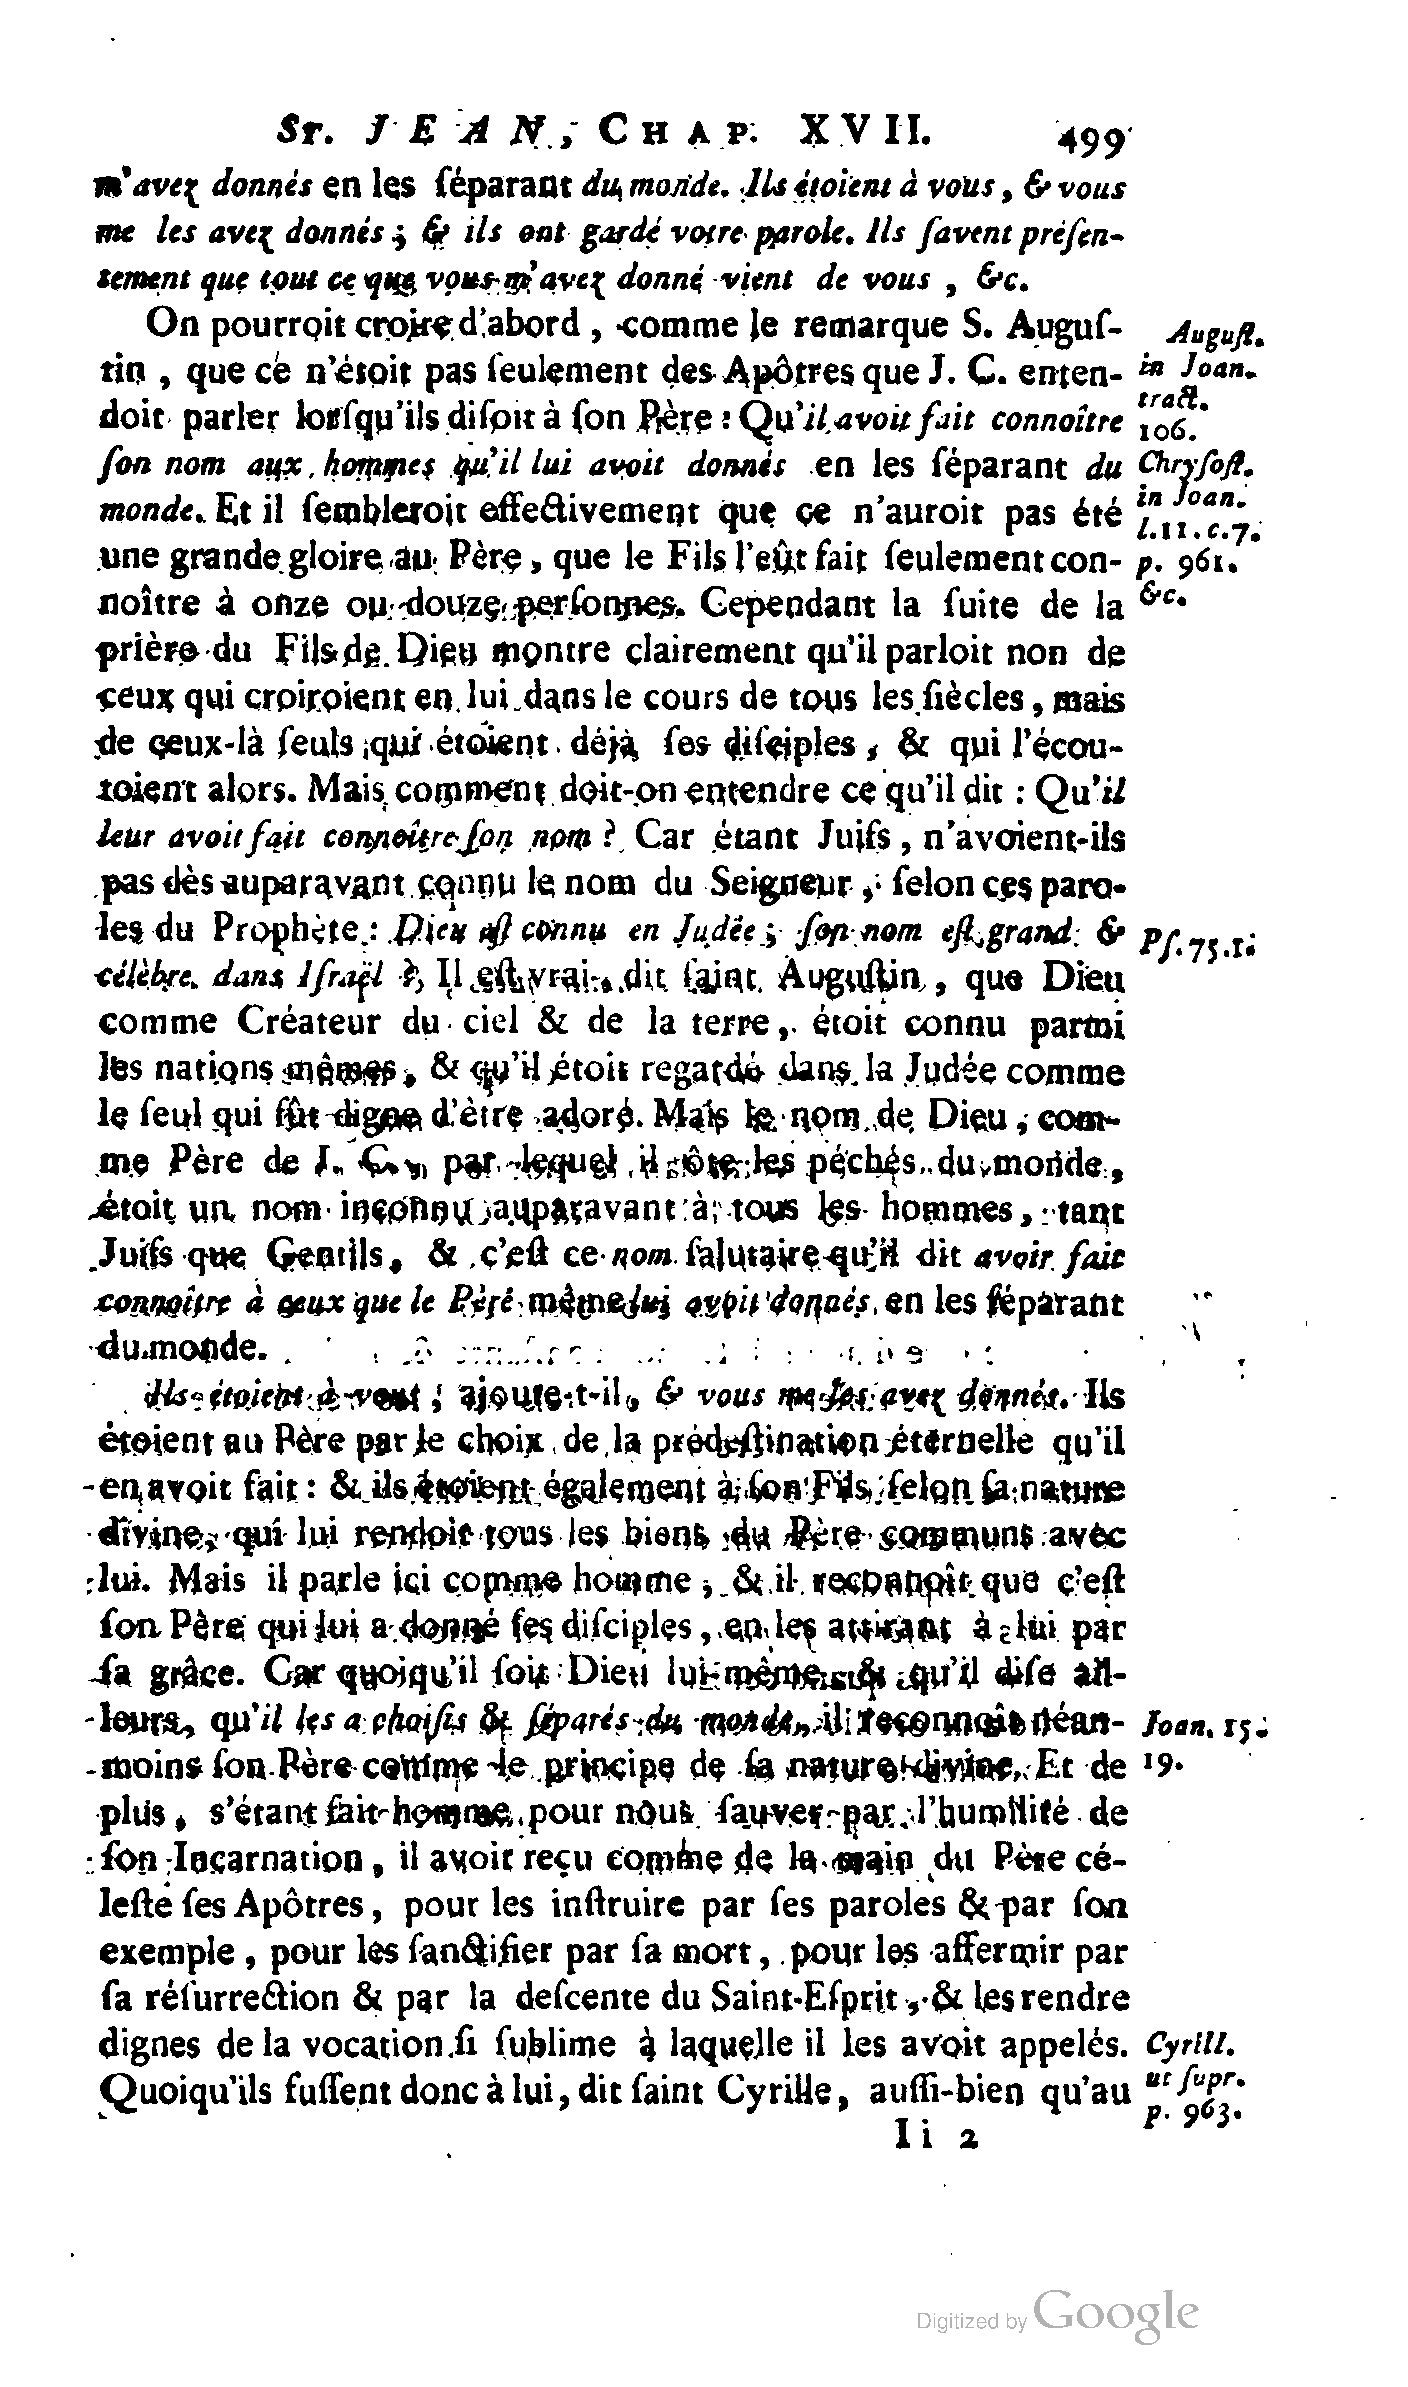 ST. JEAN, CHAP. XVII. 499
m'avez donnés en les ſéparant du monde. Ils étoient à vous, & vous
me les avez donnés; & ils ont gardé votre parole. Ils ſavent préſen-
tement que tout ce que vous m'avez donné vient de vous, &c.
On pourroit croire d'abord, comme le remarque S. Auguſ-
tin, que ce n'étoit pas ſeulement des Apôtres que J. C. enten-
doit parler lorſqu'ils diſoit à ſon Père : Qu'il avoit fait connoître
ſon nom aux hommes qu'il lui avoit donnés en les ſéparant du
monde. Et il ſembleroit effectivement que ce n'auroit pas été
une grande gloire au Père, que le Fils l'eût fait ſeulement con-
noître à onze ou douze perſonnes. Cependant la ſuite de la
prière du Fils de Dieu montre clairement qu'il parloit non de
ceux qui croiroient en lui dans le cours de tous les ſiècles, mais
de ceux-là ſeuls qui étoient déjà ſes diſciples, & qui l'écou-
toient alors. Mais comment doit-on entendre ce qu'il dit : Qu'il
leur avoit fait connoître ſon nom ? Car étant Juifs, n'avoient-ils
pas dès auparavant connu le nom du Seigneur, ſelon ces paro-
les du Prophète : Dieu eſt connu en Judée; ſon nom eſt grand &
célèbre dans Iſraël ? Il eſt vrai, dit ſaint Auguſtin, que Dieu
comme Créateur du ciel & de la terre, étoit connu parmi
les nations mêmes, & qu'il étoit regardé dans la Judée comme
le ſeul qui fût digne d'être adoré. Mais le nom de Dieu, com-
me Père de J. C., par lequel il ôte les péchés du monde,
étoit un nom inconnu auparavant à tous les hommes, tant
Juifs que Gentils, & c'eſt ce nom ſalutaire qu'il dit avoir fait
connoître à ceux que le Père même lui avoit donnés en les ſéparant
du monde.
Ils étoient à vous; ajoute-t-il, & vous me les avez donnés. Ils
étoient au Père par le choix de la prédeſtination éternelle qu'il
en avoit fait : & ils étoient également à ſon Fils ſelon ſa nature
divine, qui lui rendoit tous les biens du Père communs avec
lui. Mais il parle ici comme homme, & il reconnoît que c'eſt
ſon Père qui lui a donné ſes diſciples, en les attirant à lui par
ſa grâce. Car quoiqu'il ſoit Dieu lui-même, & qu'il diſe ail-
leurs, qu'il les a choiſis & ſéparés du monde, il reconnoît néan-
moins ſon Père comme le principe de ſa nature divine. Et de
plus, s'étant fait homme pour nous ſauver par l'humilité de
ſon Incarnation, il avoit reçu comme de la main du Père cé-
leſte ſes Apôtres, pour les inſtruire par ſes paroles & par ſon
exemple, pour les ſanctifier par ſa mort, pour les affermir par
ſa réſurrection & par la deſcente du Saint-Eſprit, & les rendre
dignes de la vocation ſi ſublime à laquelle il les avoit appelés.
Quoiqu'ils fuſſent donc à lui, dit ſaint Cyrille, auſſi-bien qu'au
Ii 2
Auguſt.
in Joan.
tract.
106.
Chryſoſt.
in Joan.
l. 11. c. 7.
p. 961.
&c.
Pſ. 75. 1.
Joan. 15.
19.
Cyrill.
ut ſupr.
p. 963.
Digitized by Google